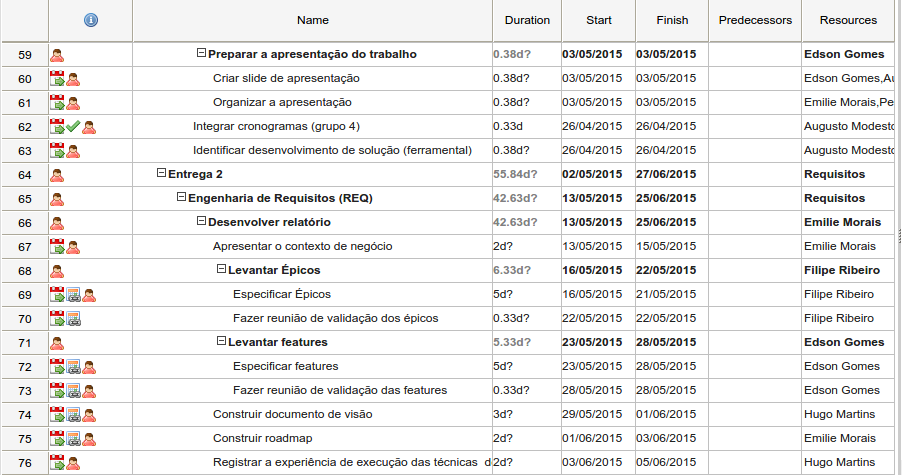 Name Duration Start Finish Predecessors Resources
59 Preparar a apresentação do trabalho 0.38d? 03/05/2015 03/05/2015 Edson Gomes
60 Criar slide de apresentação 0.38d? 03/05/2015 03/05/2015 Edson Gomes,Au
61 Organizar a apresentação 0.38d? 03/05/2015 03/05/2015 Emilie Morais,Pe
62 Integrar cronogramas (grupo 4) 0.33d 26/04/2015 26/04/2015 Augusto Modesto
63 Identificar desenvolvimento de solução (ferramental) 0.38d? 26/04/2015 26/04/2015 Augusto Modesto
64 Entrega 2 55.84d? 02/05/2015 27/06/2015 Requisitos
65 Engenharia de Requisitos (REQ) 42.63d? 13/05/2015 25/06/2015 Requisitos
66 Desenvolver relatório 42.63d? 13/05/2015 25/06/2015 Emilie Morais
67 Apresentar o contexto de negócio 2d? 13/05/2015 15/05/2015 Emilie Morais
68 Levantar Épicos 6.33d? 16/05/2015 22/05/2015 Filipe Ribeiro
69 Especificar Épicos 5d? 16/05/2015 21/05/2015 Filipe Ribeiro
70 Fazer reunião de validação dos épicos 0.33d? 22/05/2015 22/05/2015 Filipe Ribeiro
71 Levantar features 5.33d? 23/05/2015 28/05/2015 Edson Gomes
72 Especificar features 5d? 23/05/2015 28/05/2015 Edson Gomes
73 Fazer reunião de validação das features 0.33d? 28/05/2015 28/05/2015 Edson Gomes
74 Construir documento de visão 3d? 29/05/2015 01/06/2015 Hugo Martins
75 Construir roadmap 2d? 01/06/2015 03/06/2015 Emilie Morais
76 Registrar a experiência de execução das técnicas d 2d? 03/06/2015 05/06/2015 Hugo Martins